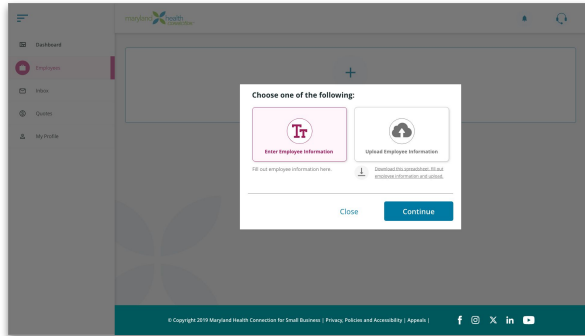 maryland health connection
Dashboard
Employees
Inbox
Quotes
My Profile
Choose one of the following:
Enter Employee Information
Upload Employee Information
Fill out employee information here.
Download this spreadsheet, fill out
employee information and upload.
Close
Continue
© Copyright 2019 Maryland Health Connection for Small Business | Privacy, Policies and Accessibility | Appeals |